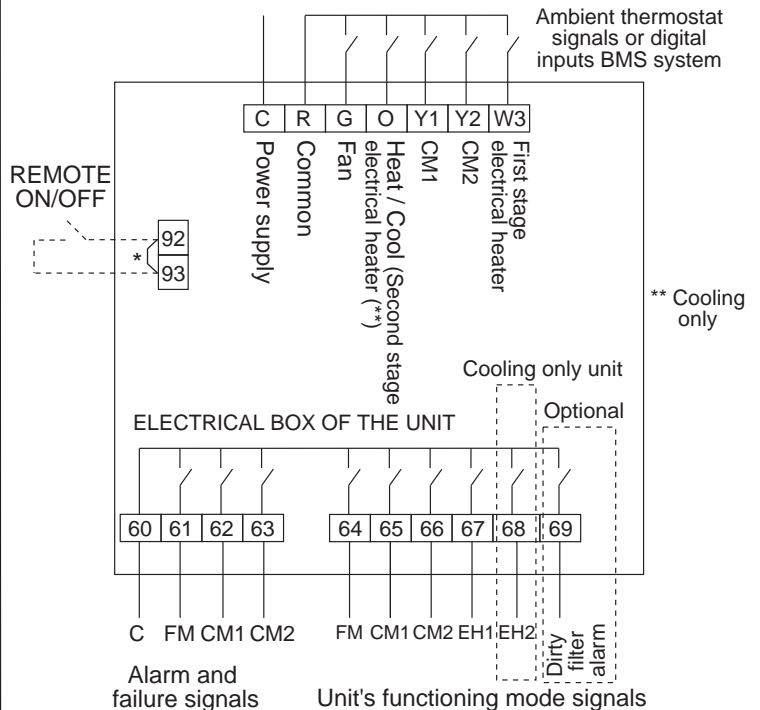 Ambient thermostat
signals or digital
inputs BMS system
C R G O Y1 Y2 W3
Power supply
Common
Fan
Heat / Cool (Second stage
electrical heater (**)
CM1
CM2
First stage
electrical heater
REMOTE
ON/OFF
92
*
93
** Cooling
only
Cooling only unit
Optional
ELECTRICAL BOX OF THE UNIT
60 61 62 63 64 65 66 67 68 69
C FM CM1 CM2 FM CM1 CM2 EH1 EH2
Dirty
filter
alarm
Alarm and
failure signals
Unit's functioning mode signals